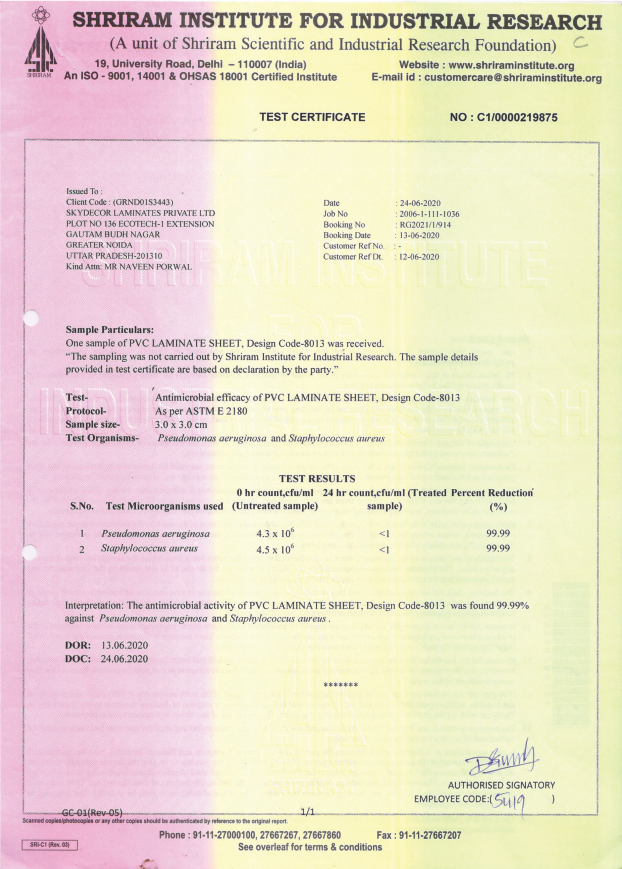 SHRIRAM INSTITUTE FOR INDUSTRIAL RESEARCH
(A unit of Shriram Scientific and Industrial Research Foundation) C
SHRIRAM
19, University Road, Delhi – 110007 (India) Website : www.shriraminstitute.org
An ISO - 9001, 14001 & OHSAS 18001 Certified Institute E-mail id : customercare@shriraminstitute.org
TEST CERTIFICATE NO : C1/0000219875
Issued To :
Client Code : (GRND01S3443) Date : 24-06-2020
SKYDECOR LAMINATES PRIVATE LTD Job No : 2006-1-111-1036
PLOT NO 136 ECOTECH-1 EXTENSION Booking No : RG2021/1/914
GAUTAM BUDH NAGAR Booking Date : 13-06-2020
GREATER NOIDA Customer Ref No. : -
UTTAR PRADESH-201310 Customer Ref Dt. : 12-06-2020
Kind Attn: MR NAVEEN PORWAL
SHRIRAM INSTITUTE
FOR
INDUSTRIAL RESEARCH
Sample Particulars:
One sample of PVC LAMINATE SHEET, Design Code-8013 was received.
“The sampling was not carried out by Shriram Institute for Industrial Research. The sample details
provided in test certificate are based on declaration by the party.”
Test- Antimicrobial efficacy of PVC LAMINATE SHEET, Design Code-8013
Protocol- As per ASTM E 2180
Sample size- 3.0 x 3.0 cm
Test Organisms- Pseudomonas aeruginosa and Staphylococcus aureus
TEST RESULTS
S.No. Test Microorganisms used 0 hr count,cfu/ml (Untreated sample) 24 hr count,cfu/ml (Treated sample) Percent Reduction (%)
1 Pseudomonas aeruginosa 4.3 x 10⁶ <1 99.99
2 Staphylococcus aureus 4.5 x 10⁶ <1 99.99
Interpretation: The antimicrobial activity of PVC LAMINATE SHEET, Design Code-8013 was found 99.99%
against Pseudomonas aeruginosa and Staphylococcus aureus .
DOR: 13.06.2020
DOC: 24.06.2020
*******
AUTHORISED SIGNATORY
EMPLOYEE CODE:(5419 )
GC-01(Rev-05) 1/1
Scanned copies/photocopies or any other copies should be authenticated by reference to the original report.
Phone : 91-11-27000100, 27667267, 27667860 Fax : 91-11-27667207
SRI-C1 (Rev. 03) See overleaf for terms & conditions